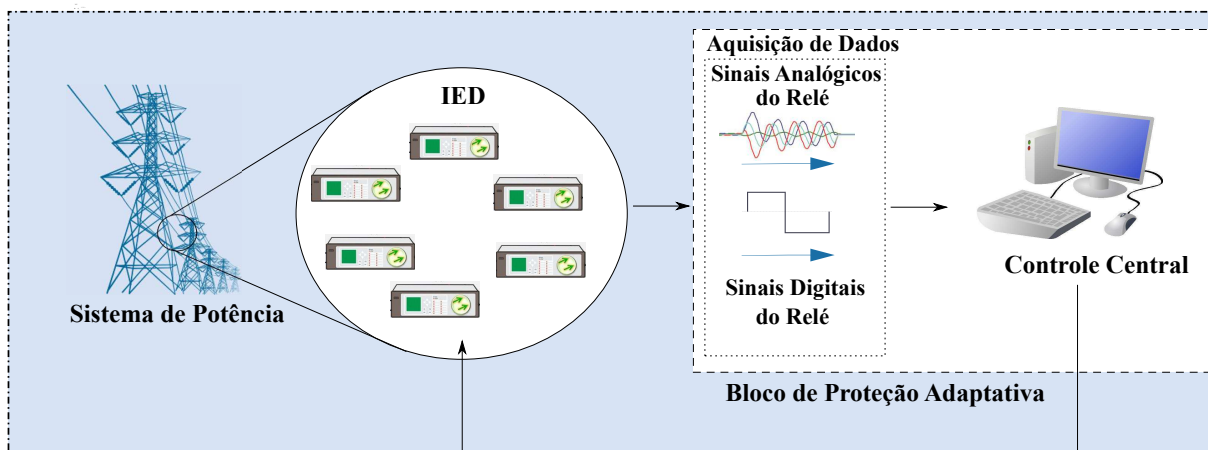 Sistema de Potência
IED
Aquisição de Dados
Sinais Analógicos
do Relé
Sinais Digitais
do Relé
Controle Central
Bloco de Proteção Adaptativa